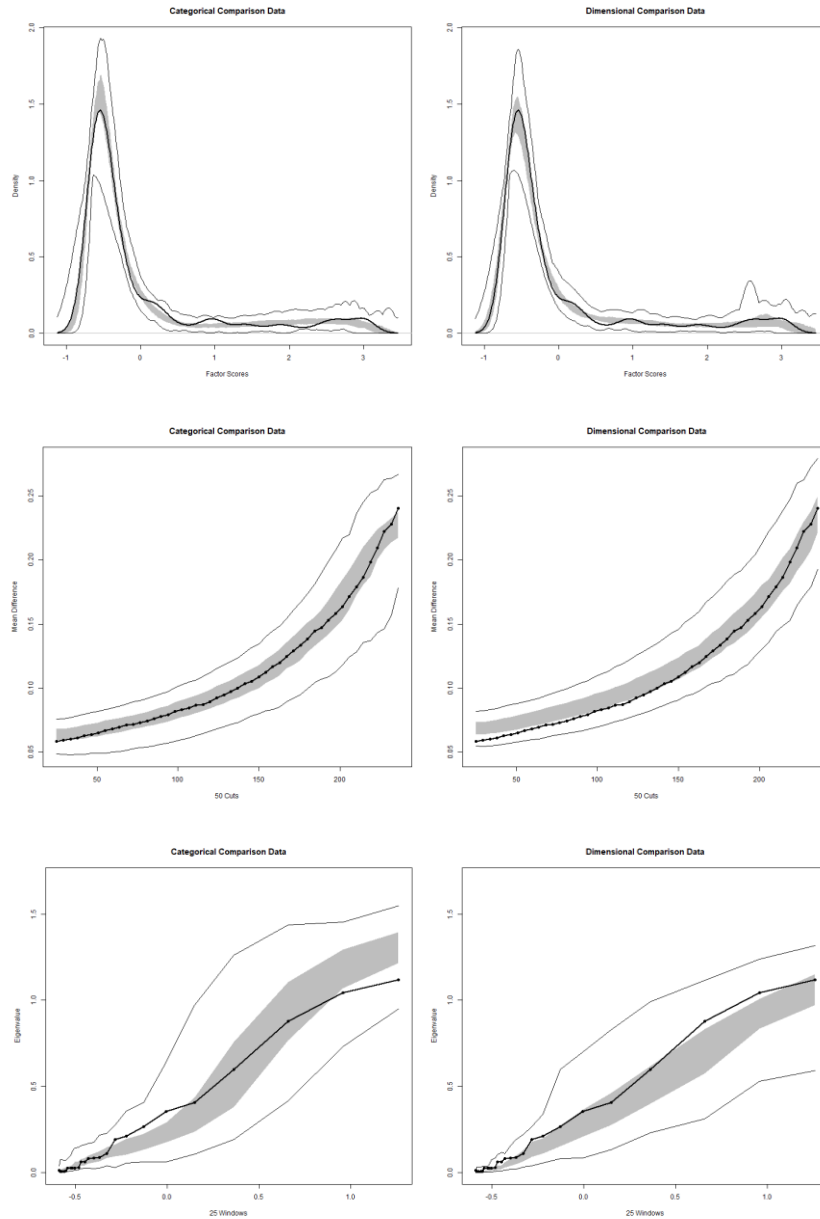 Categorical Comparison Data
Dimensional Comparison Data
Density
0.0 0.5 1.0 1.5 2.0
-1 0 1 2 3
Factor Scores
Density
0.0 0.5 1.0 1.5 2.0
-1 0 1 2 3
Factor Scores
Categorical Comparison Data
Dimensional Comparison Data
Mean Difference
0.05 0.10 0.15 0.20 0.25
50 100 150 200
50 Cuts
Mean Difference
0.05 0.10 0.15 0.20 0.25
50 100 150 200
50 Cuts
Categorical Comparison Data
Dimensional Comparison Data
Eigenvalue
0.0 0.5 1.0 1.5
-0.5 0.0 0.5 1.0
25 Windows
Eigenvalue
0.0 0.5 1.0 1.5
-0.5 0.0 0.5 1.0
25 Windows